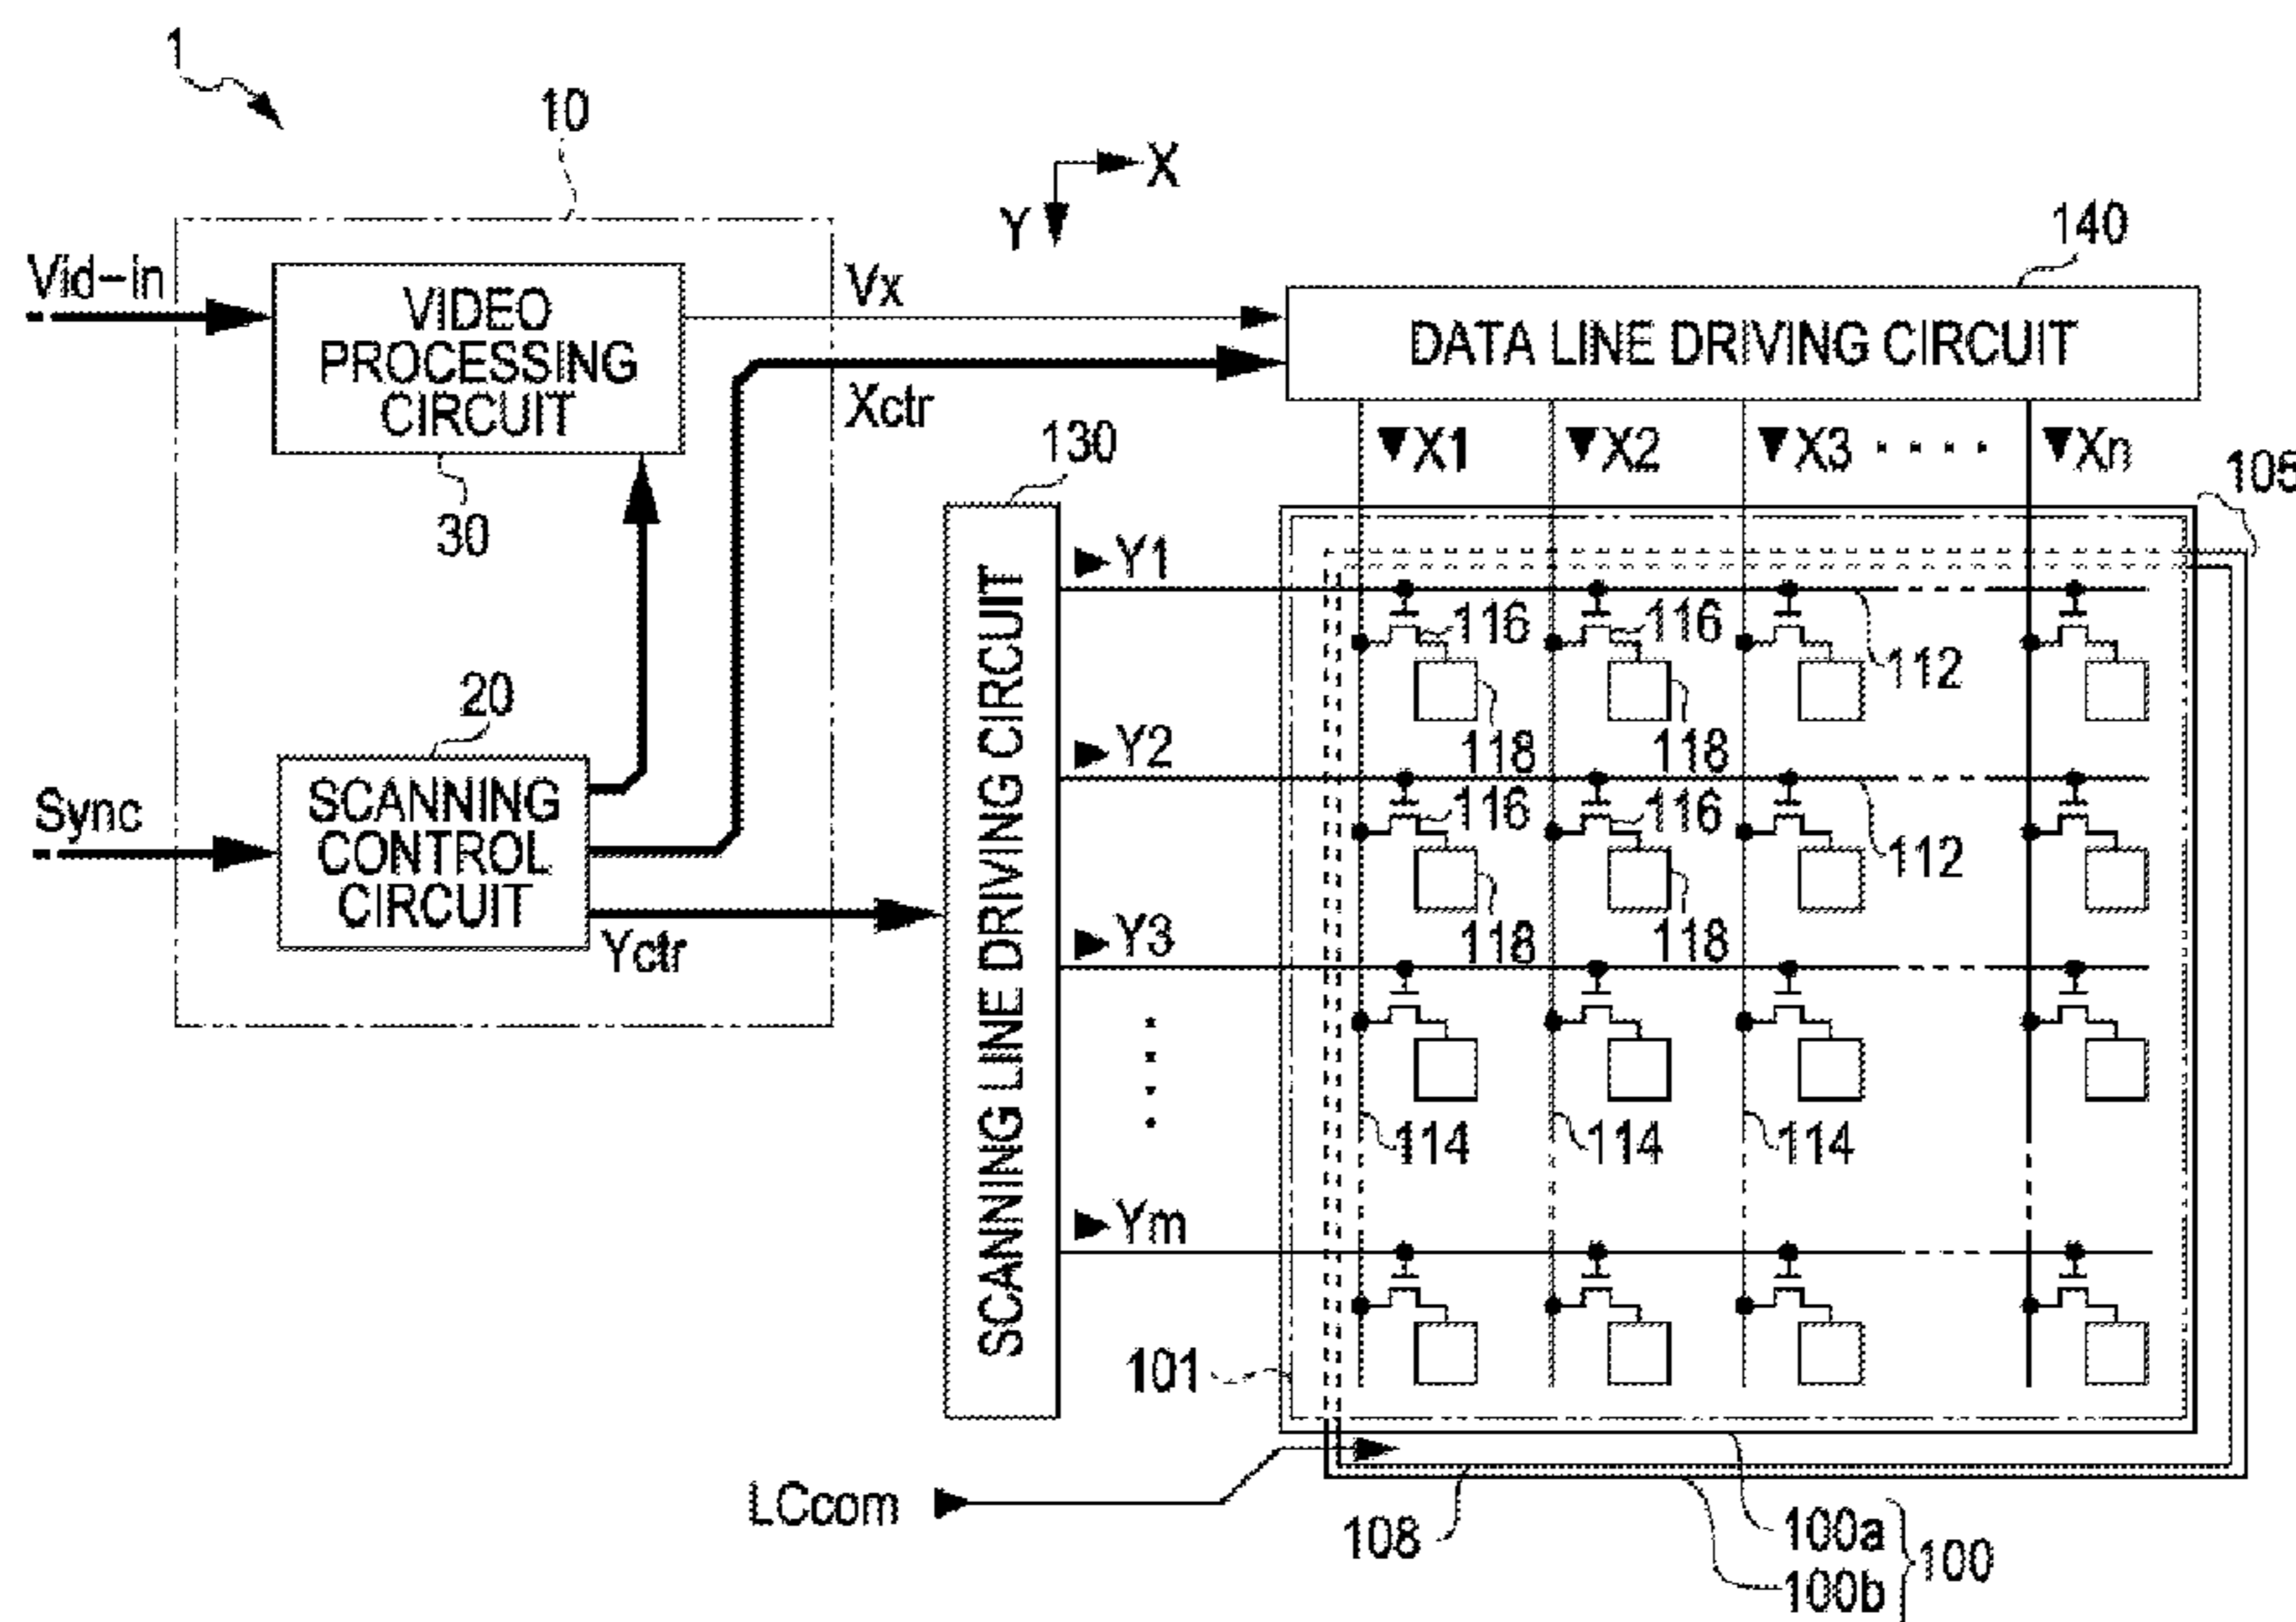 1
10
X
Y
140
Vid-in
VIDEO
PROCESSING
CIRCUIT
Vx
DATA LINE DRIVING CIRCUIT
Xctr
30
130
X1 X2 X3 ···· Xn
105
SCANNING LINE DRIVING CIRCUIT
Y1
116 116
112
118 118
20
Y2
Sync
SCANNING
CONTROL
CIRCUIT
116 116
112
118 118
Yctr
Y3
114 114 114
Ym
101
LCcom
108
100a
100b
100